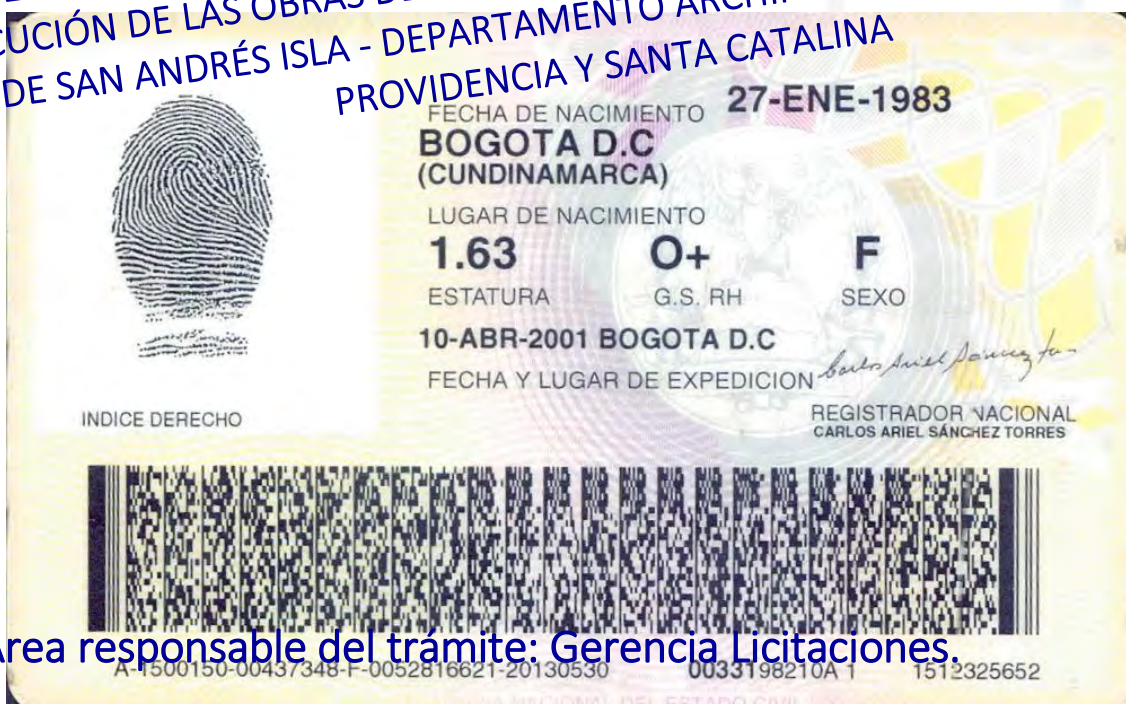 CUCIÓN DE LAS OBRAS
DE SAN ANDRÉS ISLA - DEPARTAMENTO
PROVIDENCIA Y SANTA CATALINA
FECHA DE NACIMIENTO 27-ENE-1983
BOGOTA D.C
(CUNDINAMARCA)
LUGAR DE NACIMIENTO
1.63 O+ F
ESTATURA G.S. RH SEXO
10-ABR-2001 BOGOTA D.C
FECHA Y LUGAR DE EXPEDICION
INDICE DERECHO
REGISTRADOR NACIONAL
CARLOS ARIEL SÁNCHEZ TORRES
Área responsable del trámite: Gerencia Licitaciones.
A-1500150-00437348-F-0052816621-20130530 0033198210A 1 1512325652